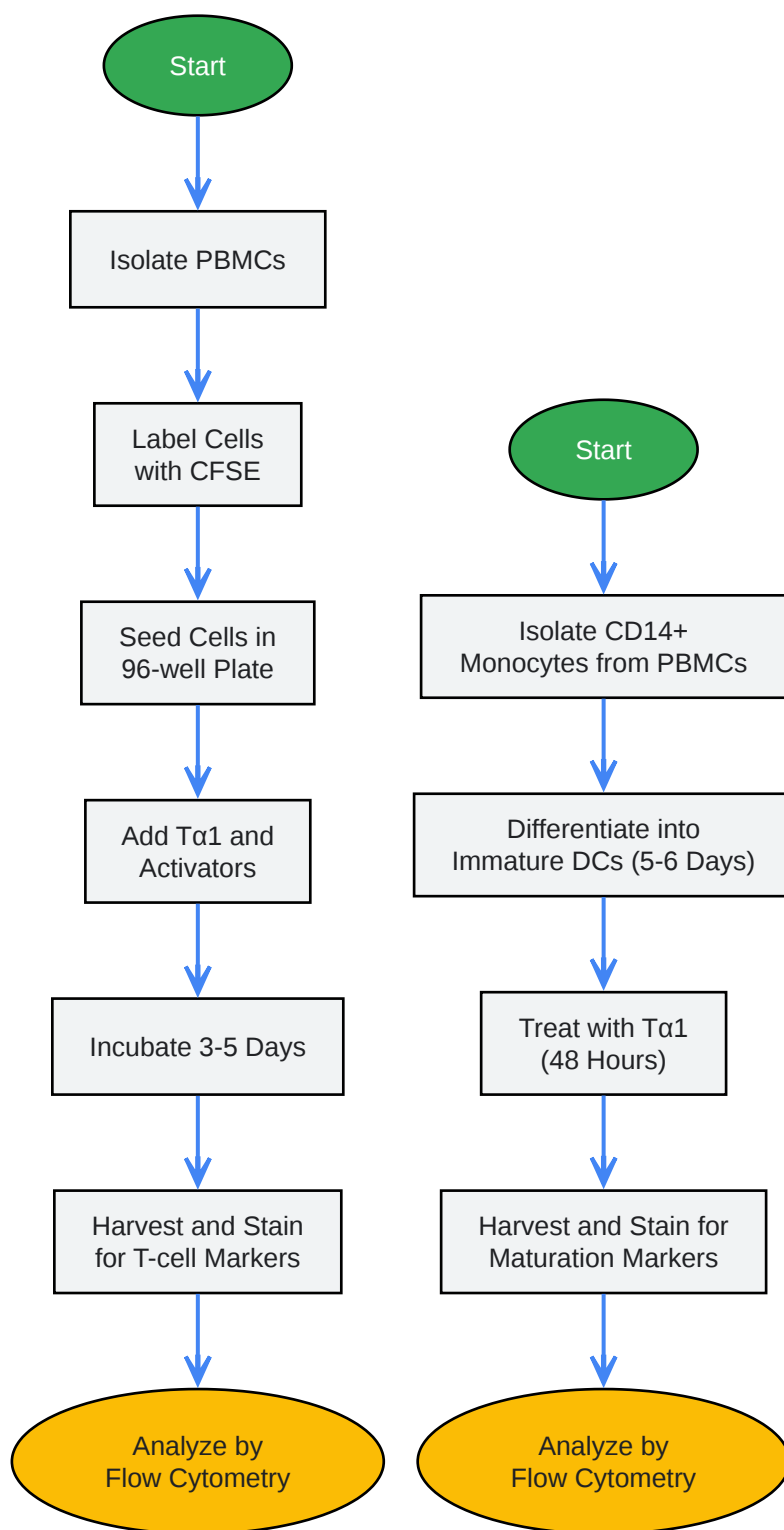 Start
Isolate PBMCs
Label Cells
with CFSE
Seed Cells in
96-well Plate
Add Tα1 and
Activators
Incubate 3-5 Days
Harvest and Stain
for T-cell Markers
Analyze by
Flow Cytometry
Start
Isolate CD14+
Monocytes from PBMCs
Differentiate into
Immature DCs (5-6 Days)
Treat with Tα1
(48 Hours)
Harvest and Stain for
Maturation Markers
Analyze by
Flow Cytometry